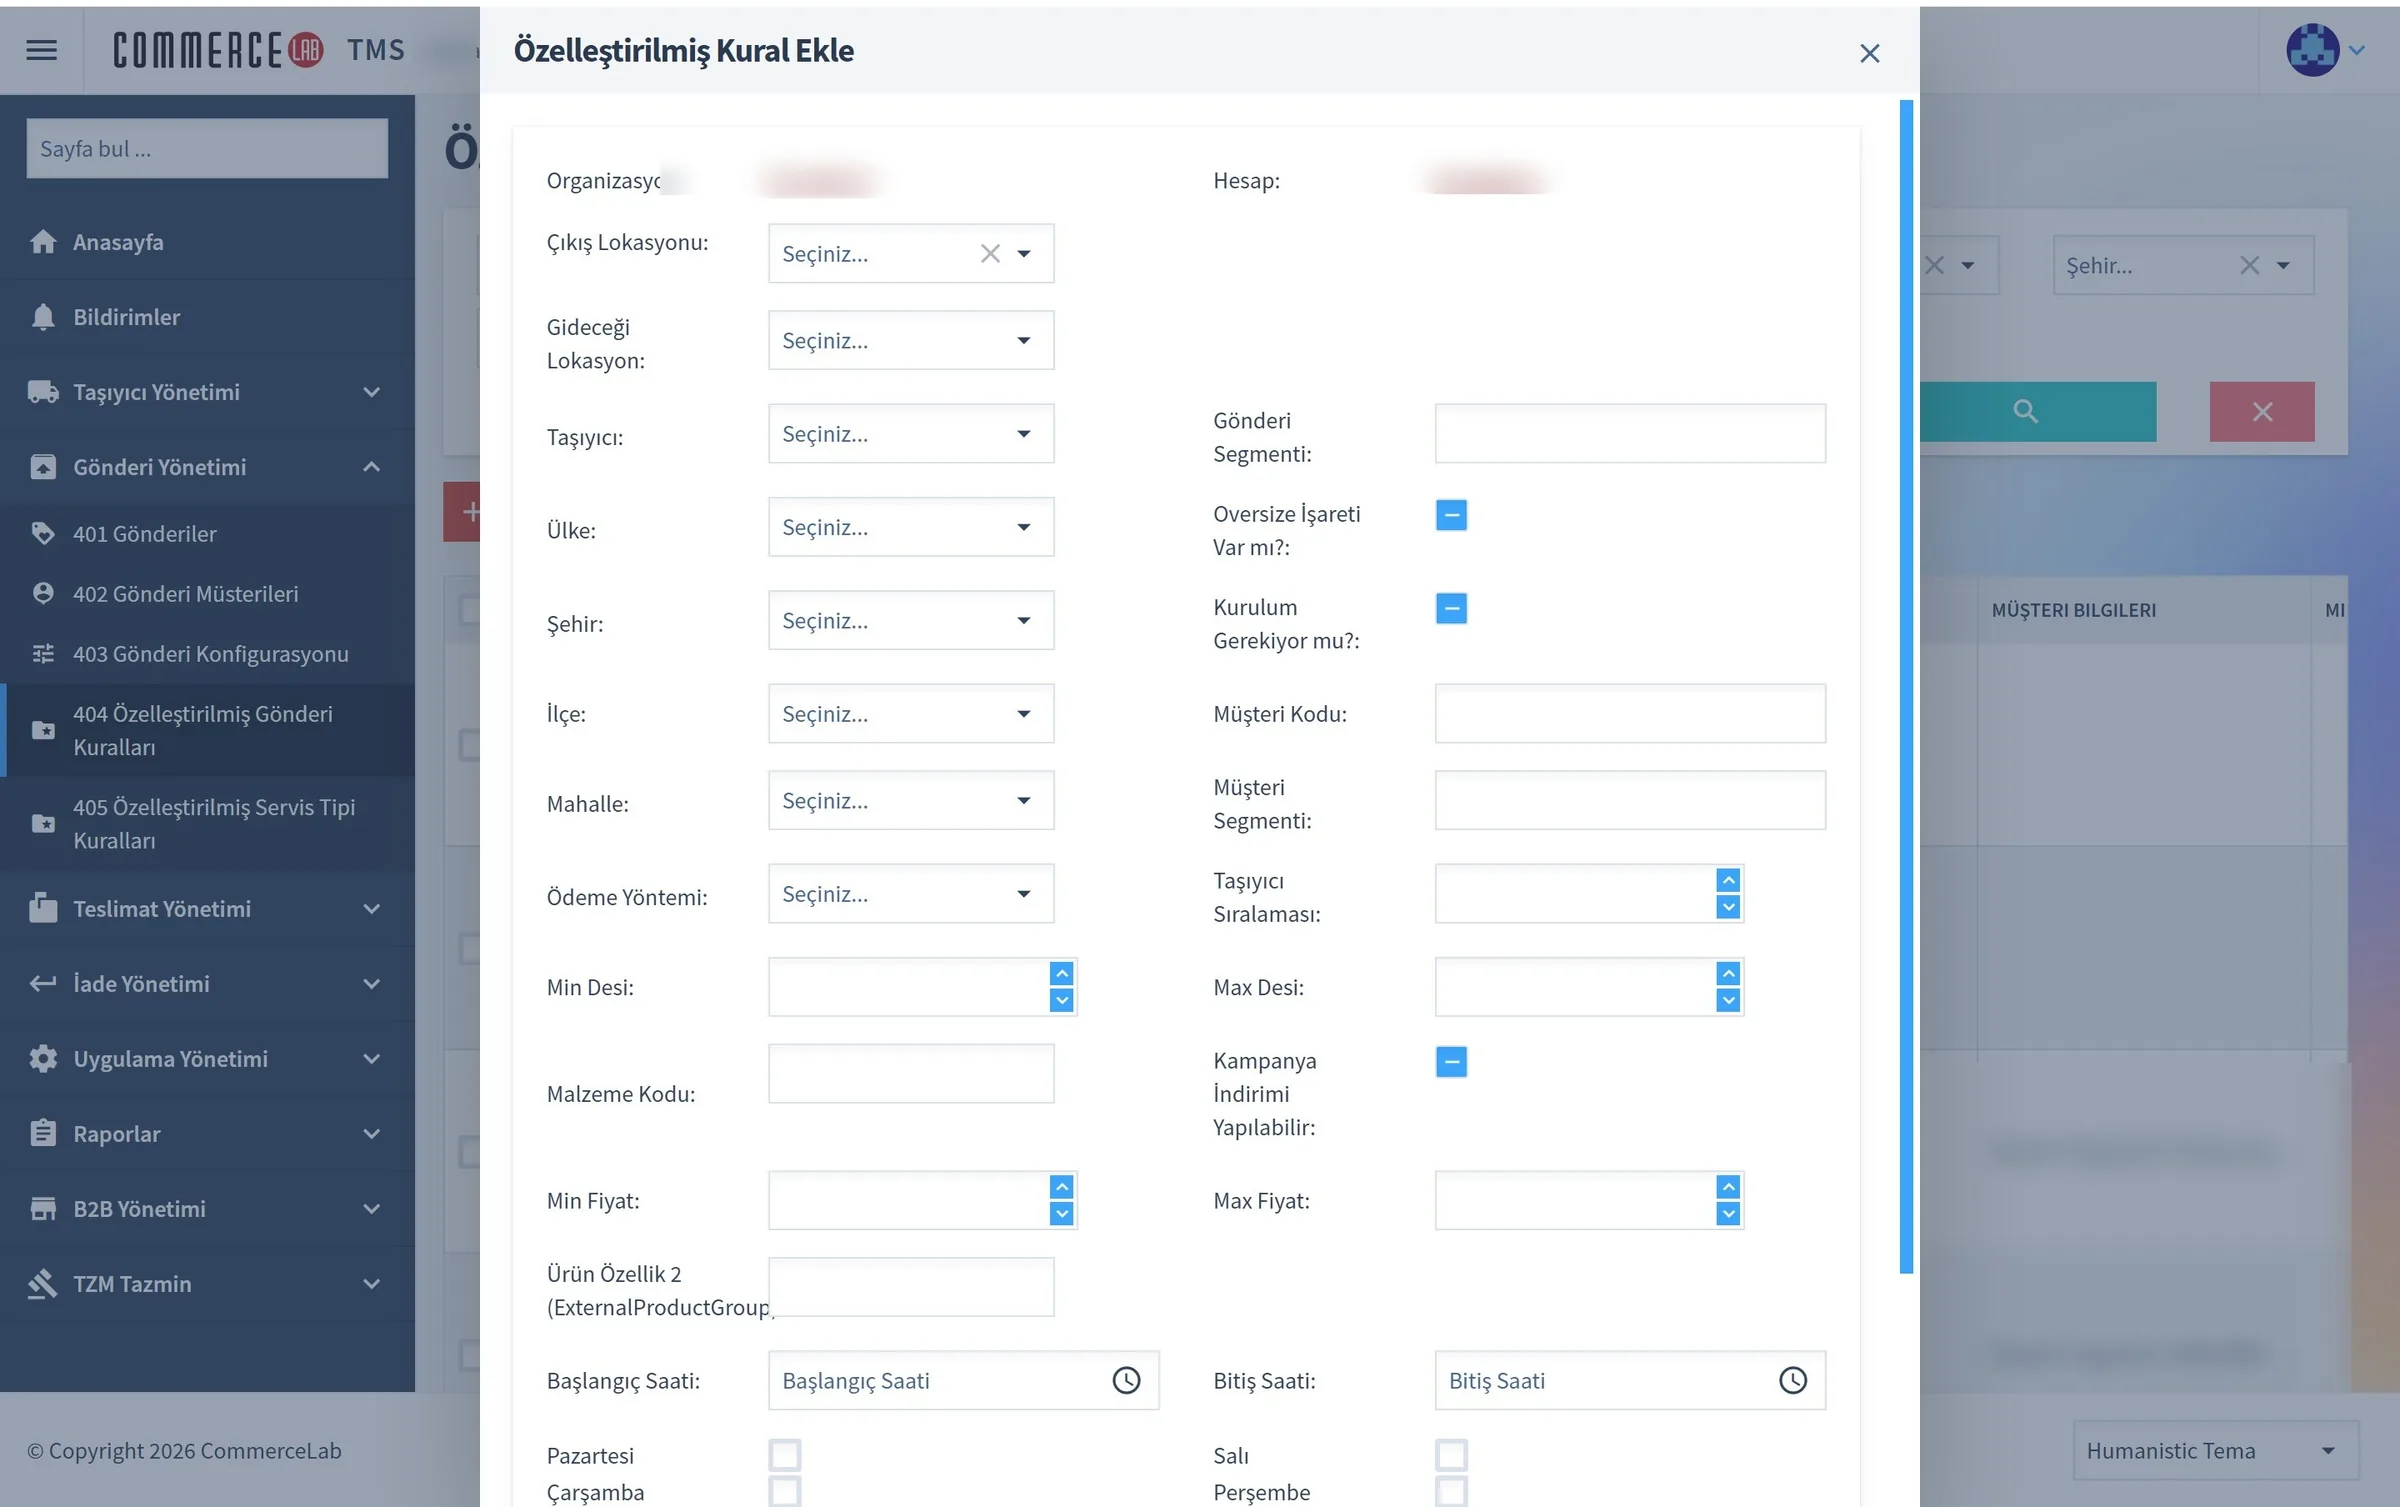 COMMERCE LAB TMS
Özelleştirilmiş Kural Ekle
Sayfa bul ...
Anasayfa
Bildirimler
Taşıyıcı Yönetimi
Gönderi Yönetimi
401 Gönderiler
402 Gönderi Müsterileri
403 Gönderi Konfigurasyonu
404 Özelleştirilmiş Gönderi
Kuralları
405 Özelleştirilmiş Servis Tipi
Kuralları
Teslimat Yönetimi
İade Yönetimi
Uygulama Yönetimi
Raporlar
B2B Yönetimi
TZM Tazmin
Hesap:
Çıkış Lokasyonu: Seçiniz...
Gideceği
Lokasyon: Seçiniz...
Taşıyıcı: Seçiniz...
Gönderi
Segmenti:
Ülke: Seçiniz...
Oversize İşareti
Var mı?:
Şehir: Seçiniz...
Kurulum
Gerekiyor mu?:
İlçe: Seçiniz...
Müşteri Kodu:
Mahalle: Seçiniz...
Müşteri
Segmenti:
Ödeme Yöntemi: Seçiniz...
Taşıyıcı
Sıralaması:
Min Desi:
Max Desi:
Malzeme Kodu:
Kampanya
İndirimi
Yapılabilir:
Min Fiyat:
Max Fiyat:
Ürün Özellik 2
(ExternalProductGroup)
Başlangıç Saati: Başlangıç Saati
Bitiş Saati: Bitiş Saati
Pazartesi
Salı
Çarşamba
Perşembe
Şehir...
MÜŞTERI BILGILERI
MI
© Copyright 2026 CommerceLab
Humanistic Tema